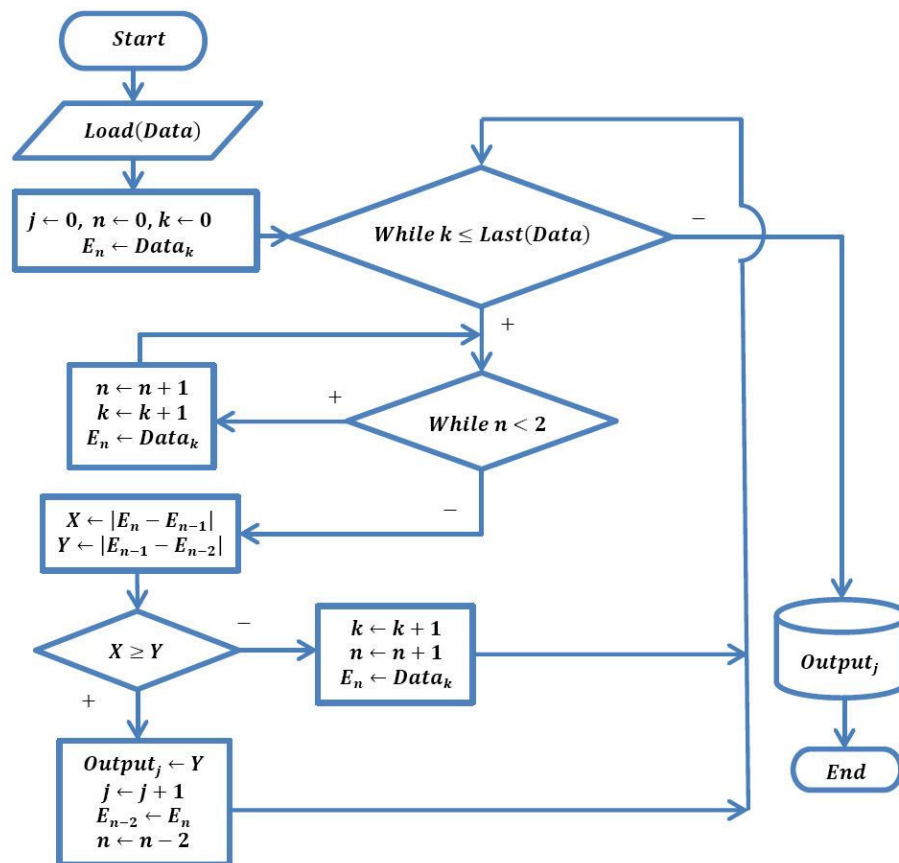 Start
Load(Data)
j ← 0, n ← 0, k ← 0
Eₙ ← Dataₖ
While k ≤ Last(Data)
−
+
n ← n + 1
k ← k + 1
Eₙ ← Dataₖ
+
While n < 2
−
X ← |Eₙ − Eₙ₋₁|
Y ← |Eₙ₋₁ − Eₙ₋₂|
X ≥ Y
−
k ← k + 1
n ← n + 1
Eₙ ← Dataₖ
+
Outputⱼ ← Y
j ← j + 1
Eₙ₋₂ ← Eₙ
n ← n − 2
Outputⱼ
End